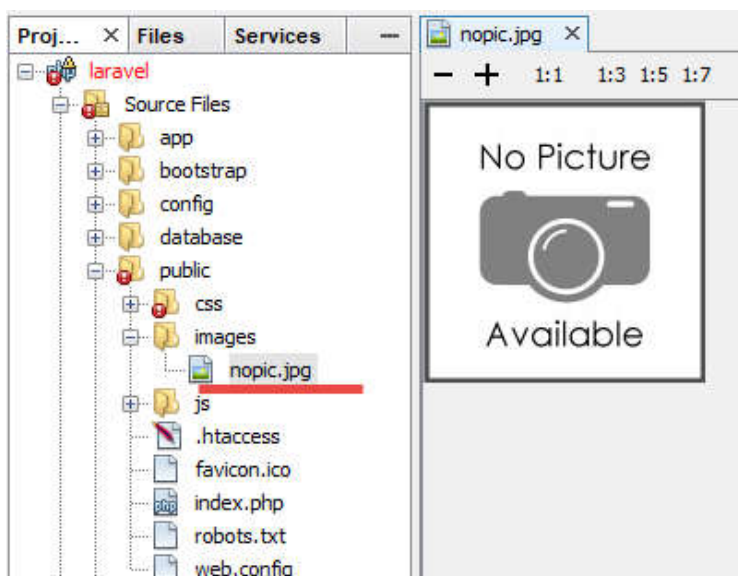 Proj... × Files Services
nopic.jpg ×
1:1 1:3 1:5 1:7
laravel
Source Files
app
bootstrap
config
database
public
css
images
nopic.jpg
js
.htaccess
favicon.ico
php index.php
robots.txt
web.config
No Picture
Available